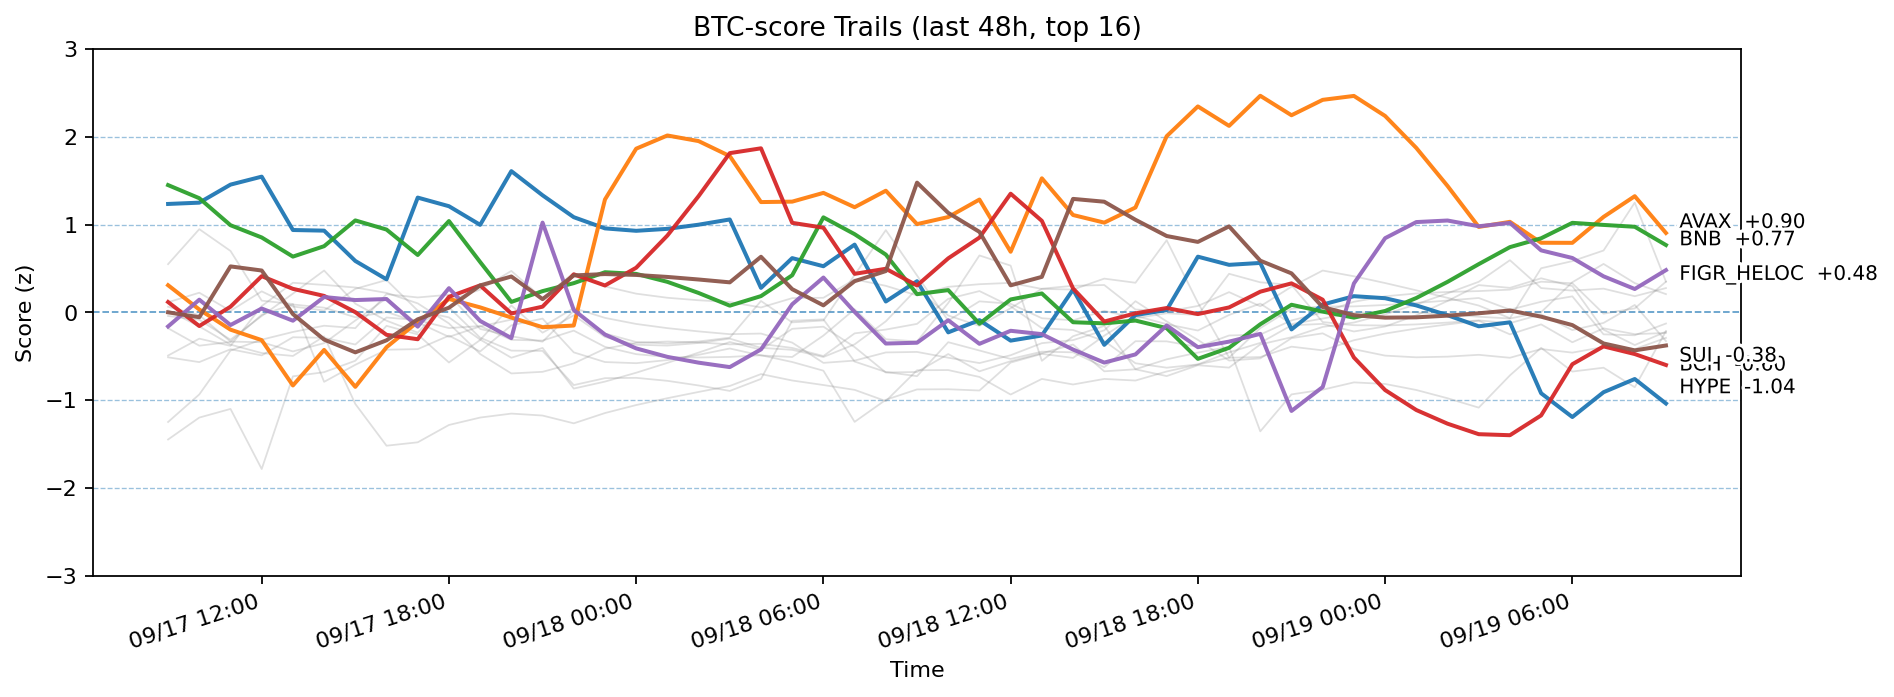 BTC-score Trails (last 48h, top 16)
Score (z)
3
2
1
0
−1
−2
−3
AVAX +0.90
BNB +0.77
FIGR_HELOC +0.48
SUI -0.38
BCH -0.60
HYPE -1.04
09/17 12:00
09/17 18:00
09/18 00:00
09/18 06:00
09/18 12:00
09/18 18:00
09/19 00:00
09/19 06:00
Time